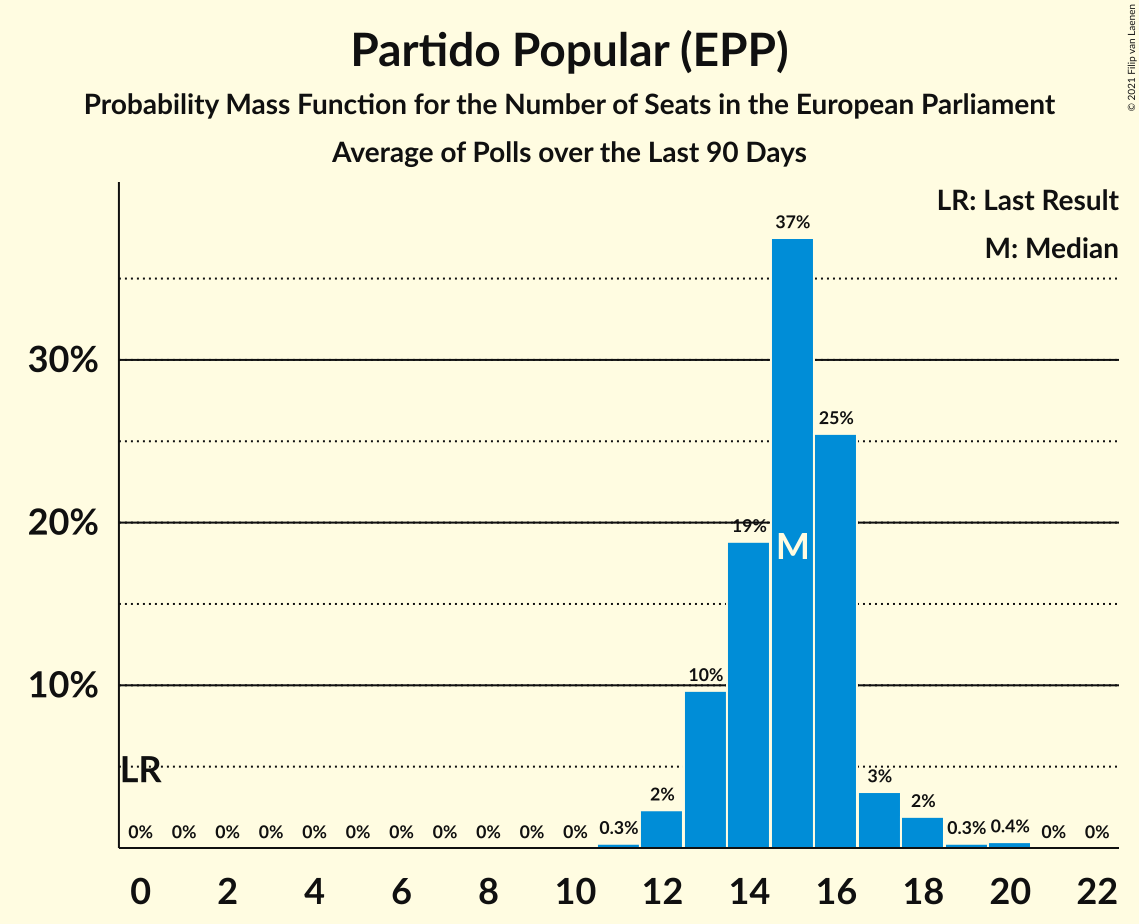 Partido Popular (EPP)
Probability Mass Function for the Number of Seats in the European Parliament
Average of Polls over the Last 90 Days
© 2021 Filip van Laenen
LR: Last Result
M: Median
37%
30%
25%
20%
19%
M
10%
10%
LR
3%
2%
2%
0% 0% 0% 0% 0% 0% 0% 0% 0% 0% 0% 0.3% 0.3% 0.4% 0% 0%
0 2 4 6 8 10 12 14 16 18 20 22